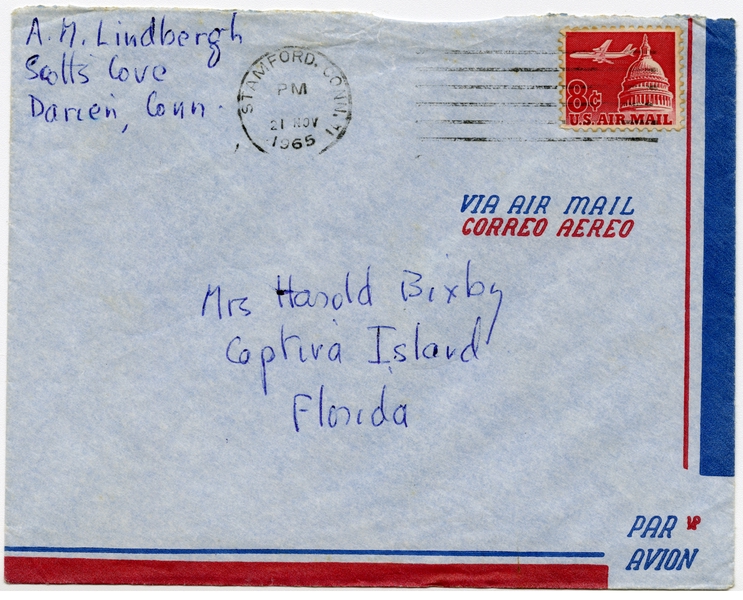 A. M. Lindbergh
Scotts Cove
Darien, Conn.
STAMFORD, CONN. 1
PM
21 NOV
1965
8¢
U.S. AIR MAIL
VIA AIR MAIL
CORREO AEREO
Mrs Harold Bixby
Captiva Island
Florida
PAR
AVION